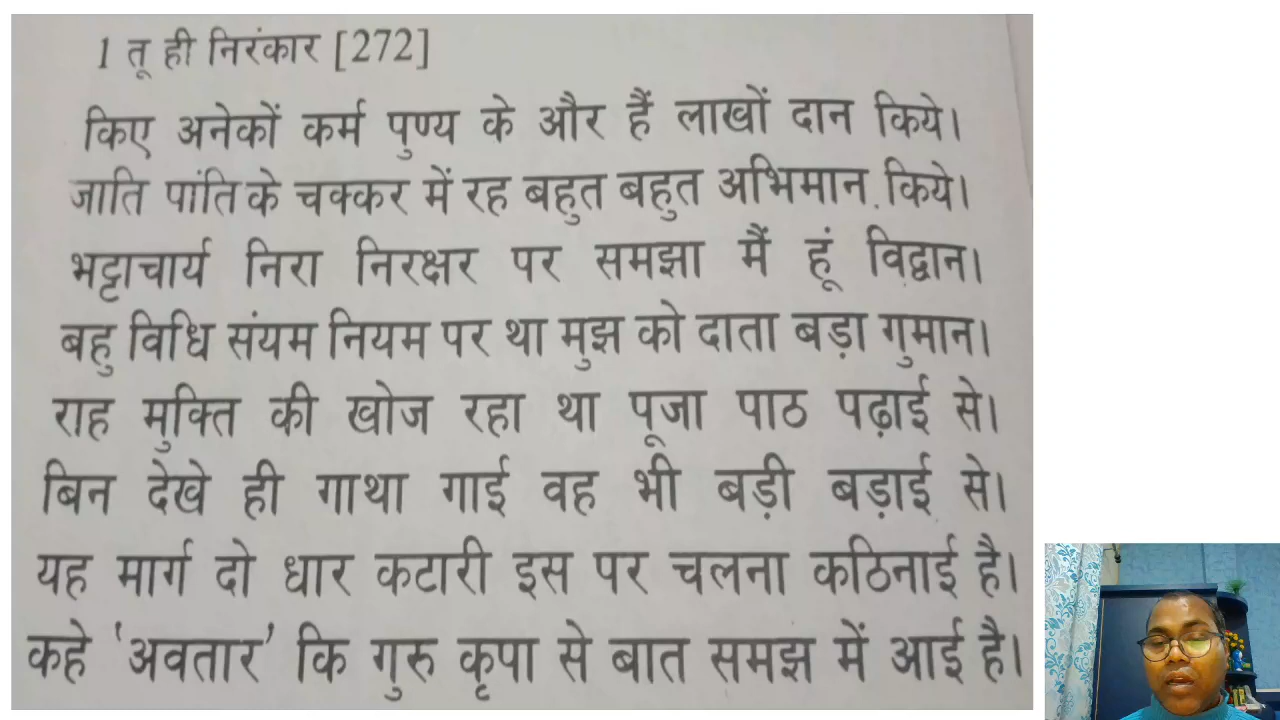 1 तू ही निरंकार [272]
किए अनेकों कर्म पुण्य के और हैं लाखों दान किये।
जाति पांति के चक्कर में रह बहुत बहुत अभिमान किये।
भट्टाचार्य निरा निरक्षर पर समझा मैं हूं विद्वान।
बहु विधि संयम नियम पर था मुझ को दाता बड़ा गुमान।
राह मुक्ति की खोज रहा था पूजा पाठ पढ़ाई से।
बिन देखे ही गाथा गाई वह भी बड़ी बड़ाई से।
यह मार्ग दो धार कटारी इस पर चलना कठिनाई है।
कहे 'अवतार' कि गुरु कृपा से बात समझ में आई है।